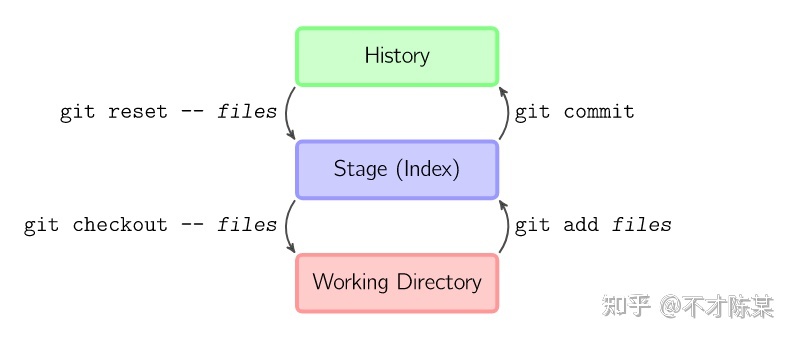 History
git reset -- files
git commit
Stage (Index)
git checkout -- files
git add files
Working Directory
知乎 @不才陈某